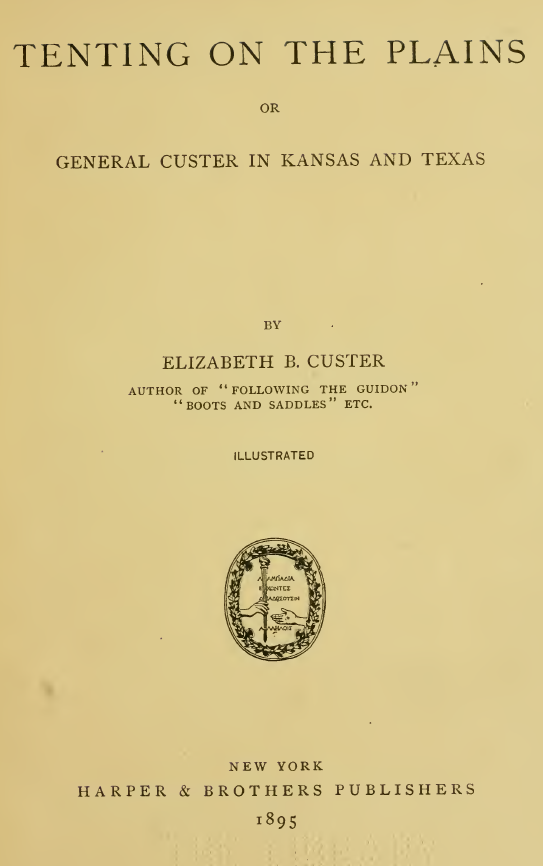 TENTING ON THE PLAINS
OR
GENERAL CUSTER IN KANSAS AND TEXAS
BY
ELIZABETH B. CUSTER
AUTHOR OF "FOLLOWING THE GUIDON"
"BOOTS AND SADDLES" ETC.
ILLUSTRATED
NEW YORK
HARPER & BROTHERS PUBLISHERS
1895